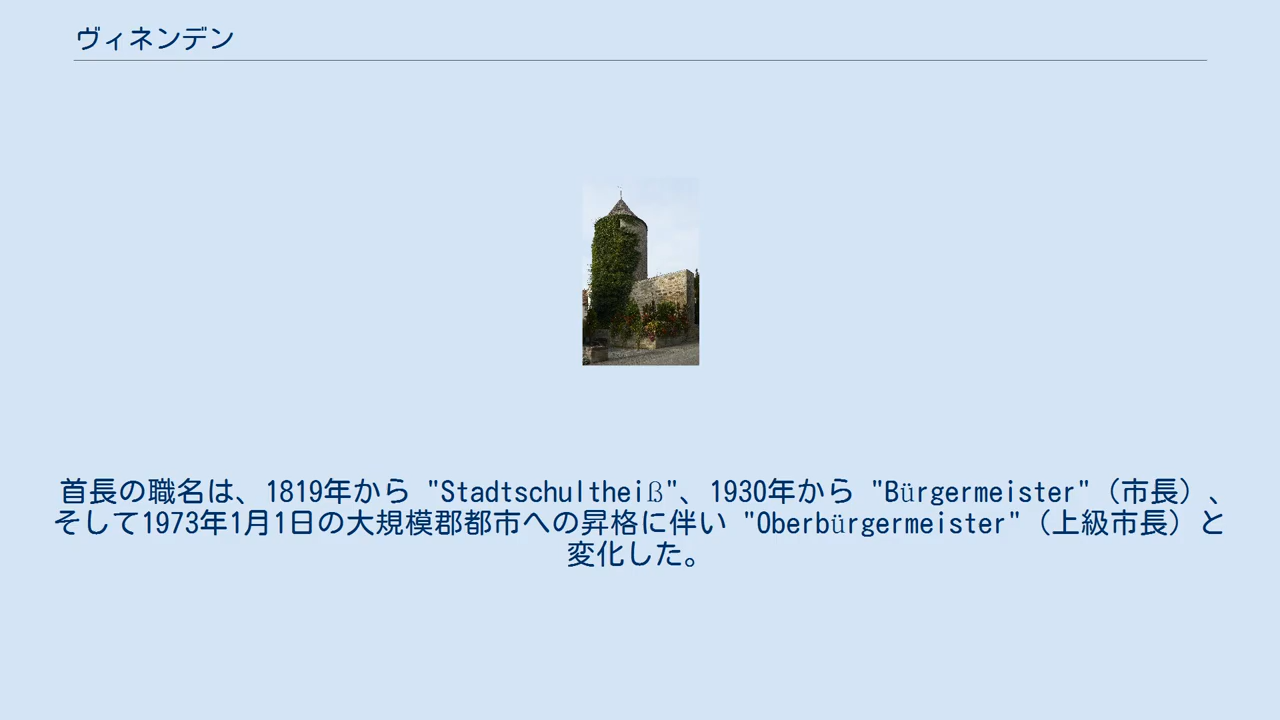 ヴィネンデン
首長の職名は、1819年から "Stadtschultheiß"、1930年から "Bürgermeister"（市長）、
そして1973年1月1日の大規模郡都市への昇格に伴い "Oberbürgermeister"（上級市長）と
変化した。